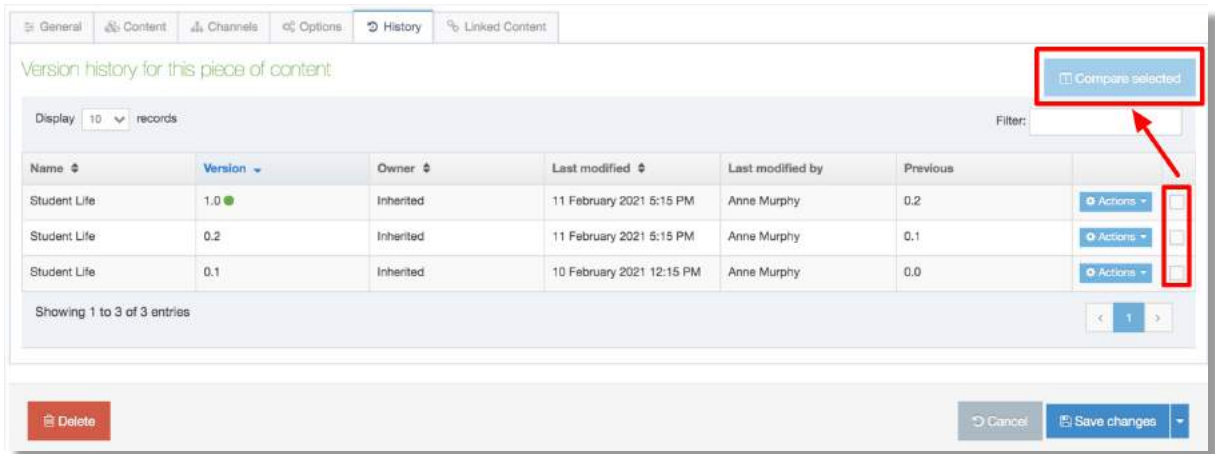 General Content Channels Options History Linked Content
Version history for this piece of content
Compare selected
Display 10 records Filter:
Name Version Owner Last modified Last modified by Previous
Student Life 1.0 Inherited 11 February 2021 5:15 PM Anne Murphy 0.2 Actions
Student Life 0.2 Inherited 11 February 2021 5:15 PM Anne Murphy 0.1 Actions
Student Life 0.1 Inherited 10 February 2021 12:15 PM Anne Murphy 0.0 Actions
Showing 1 to 3 of 3 entries < 1 >
Delete Cancel Save changes